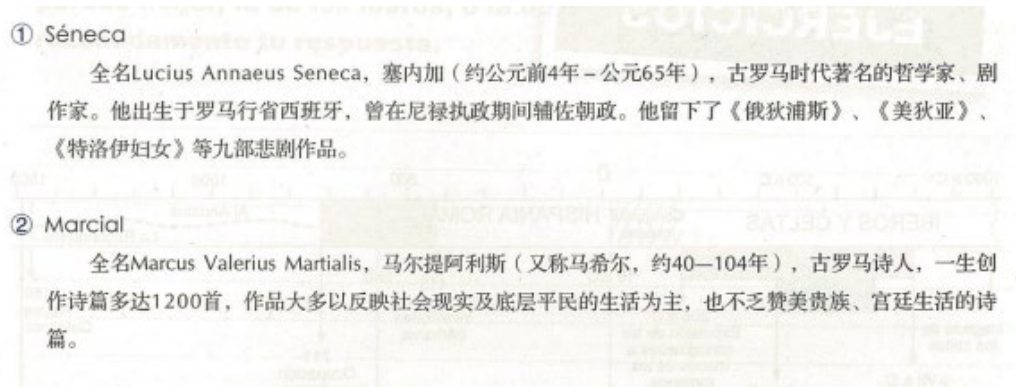 ① Séneca
全名Lucius Annaeus Seneca，塞内加（约公元前4年－公元65年），古罗马时代著名的哲学家、剧
作家。他出生于罗马行省西班牙，曾在尼禄执政期间辅佐朝政。他留下了《俄狄浦斯》、《美狄亚》、
《特洛伊妇女》等九部悲剧作品。
② Marcial
全名Marcus Valerius Martialis，马尔提阿利斯（又称马希尔，约40—104年），古罗马诗人，一生创
作诗篇多达1200首，作品大多以反映社会现实及底层平民的生活为主，也不乏赞美贵族、宫廷生活的诗
篇。